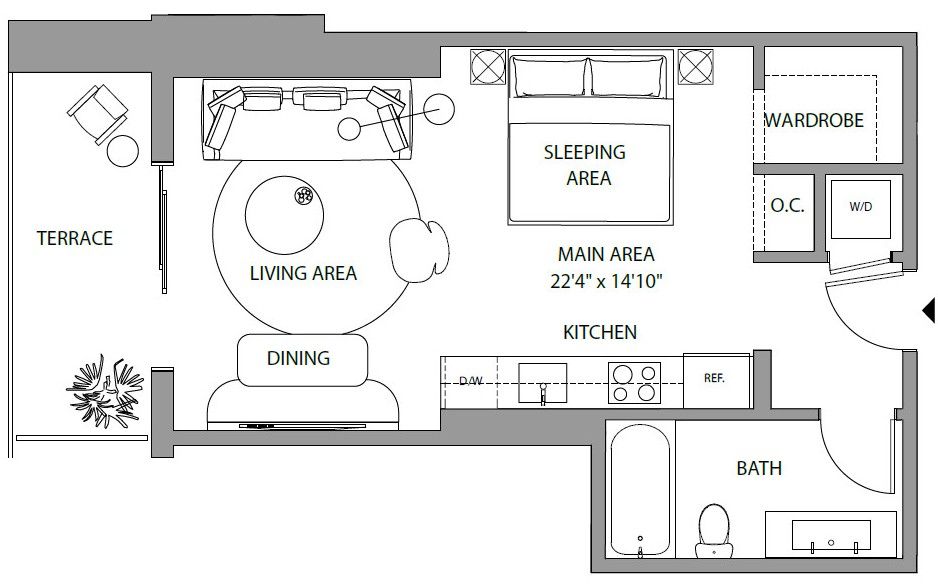 WARDROBE
SLEEPING
AREA
O.C.
W/D
TERRACE
MAIN AREA
22'4" x 14'10"
LIVING AREA
KITCHEN
DINING
D/W
REF.
BATH